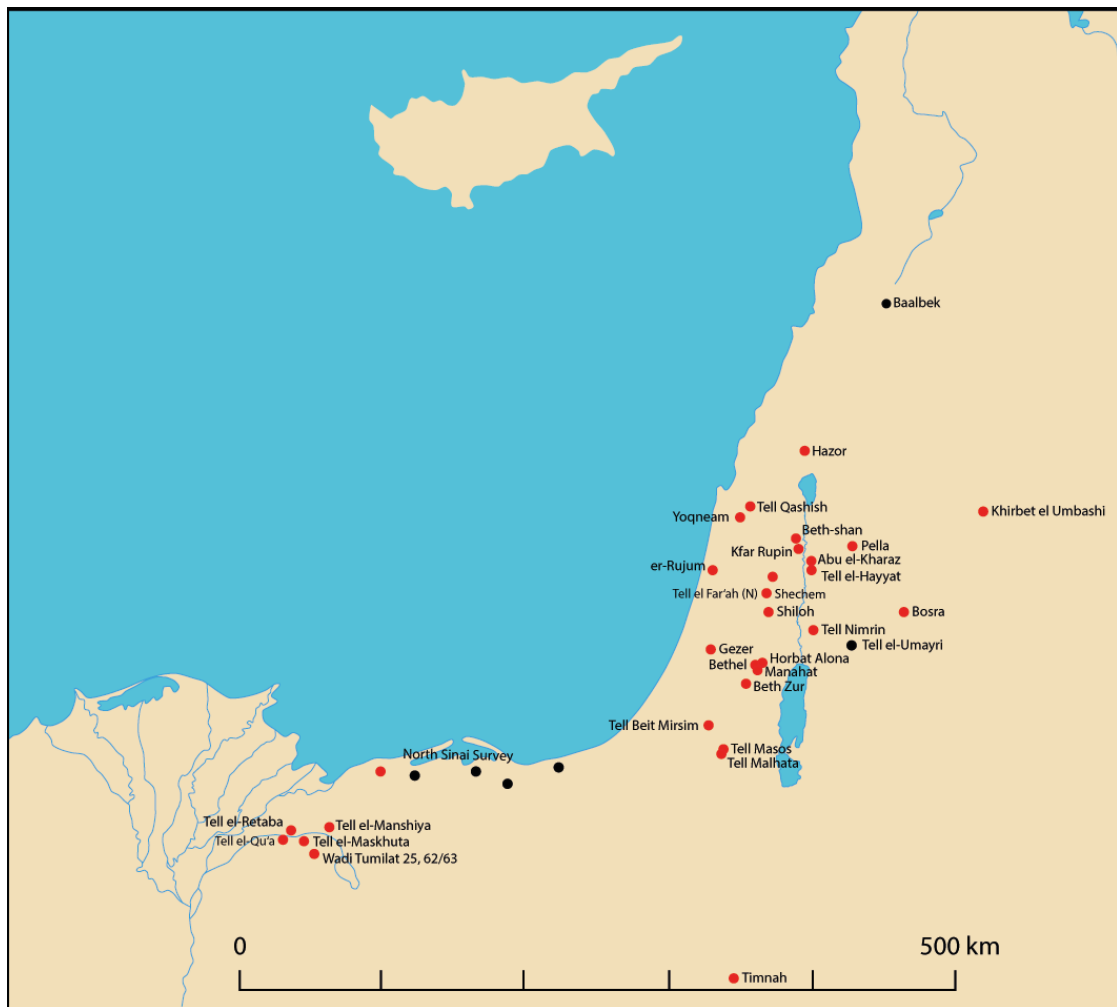 Baalbek
Hazor
Tell Qashish
Khirbet el Umbashi
Yoqneam
Beth-shan
Kfar Rupin
Pella
Abu el-Kharaz
er-Rujum
Tell el-Hayyat
Tell el Far'ah (N)
Shechem
Shiloh
Bosra
Tell Nimrin
Tell el-Umayri
Gezer
Horbat Alona
Bethel
Manahat
Beth Zur
Tell Beit Mirsim
Tell Masos
Tell Malhata
North Sinai Survey
Tell el-Retaba
Tell el-Manshiya
Tell el-Qu'a
Tell el-Maskhuta
Wadi Tumilat 25, 62/63
0
500 km
Timnah